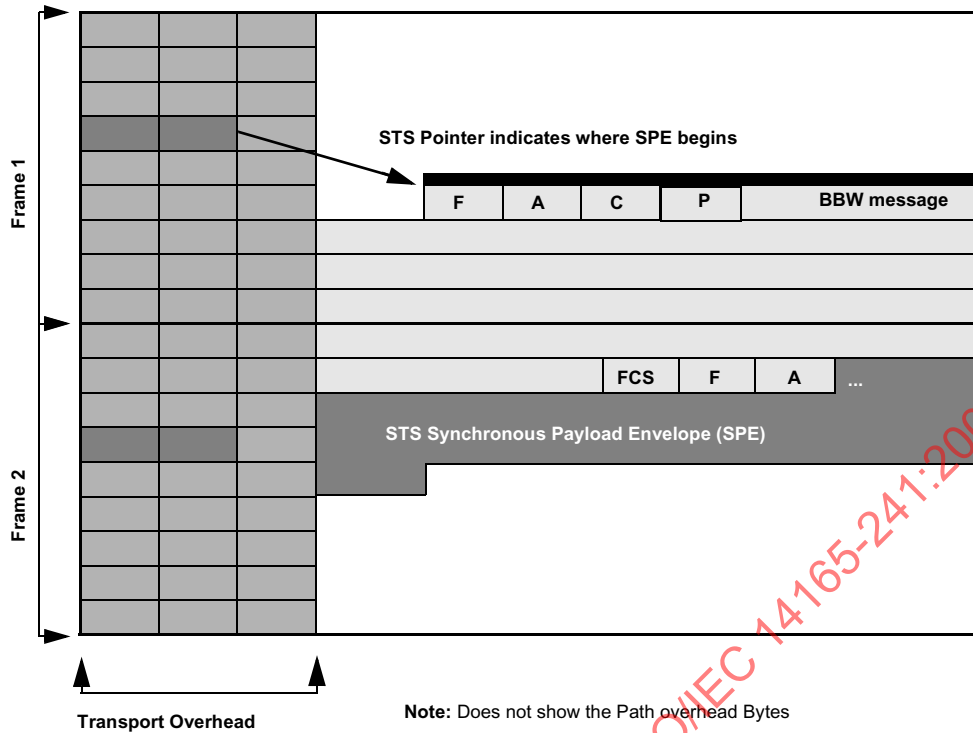 Frame 1
STS Pointer indicates where SPE begins
F A C P BBW message
FCS F A ...
STS Synchronous Payload Envelope (SPE)
Frame 2
Transport Overhead
Note: Does not show the Path overhead Bytes
O/IEC 14165-241:200